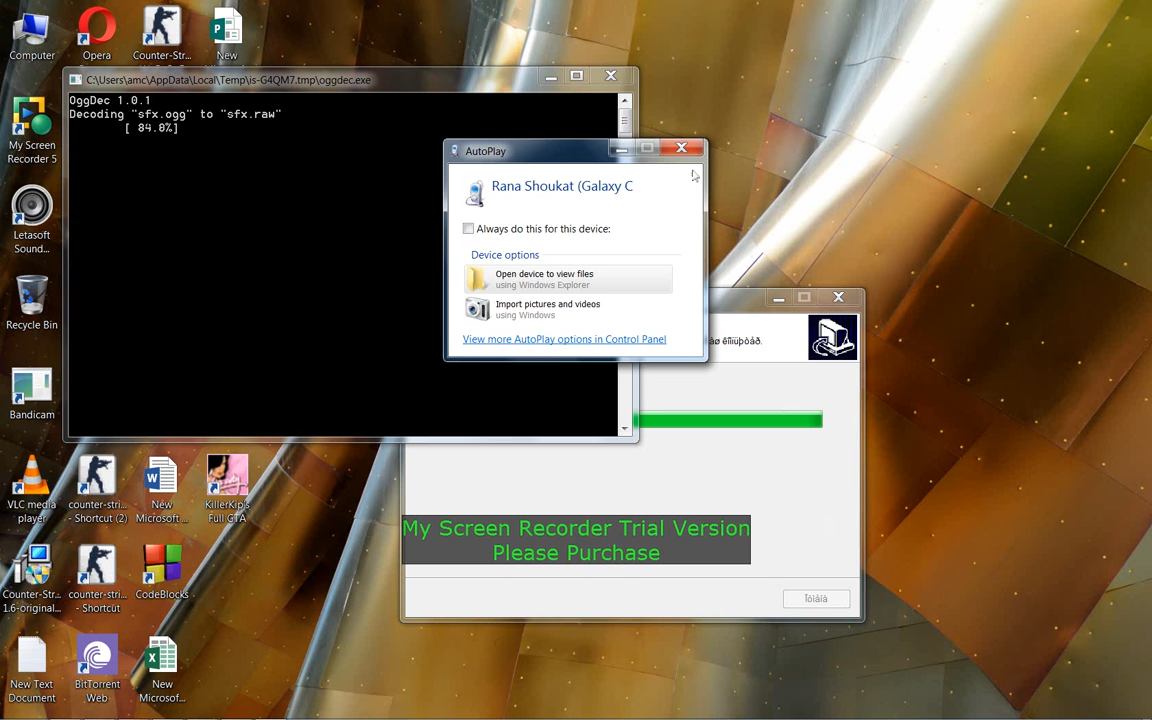 Computer
Opera
Counter-Str...
New
My Screen
Recorder 5
Letasoft
Sound...
Recycle Bin
Bandicam
VLC media
player
counter-stri...
- Shortcut (2)
New
Microsoft ...
KillerKip's
Full GTA
Counter-Str...
1.6-original...
counter-stri...
- Shortcut
CodeBlocks
New Text
Document
BitTorrent
Web
New
Microsof...
C:\Users\amc\AppData\Local\Temp\is-G4QM7.tmp\oggdec.exe
OggDec 1.0.1
Decoding "sfx.ogg" to "sfx.raw"
[ 84.0%]
AutoPlay
Rana Shoukat (Galaxy C
Always do this for this device:
Device options
Open device to view files
using Windows Explorer
Import pictures and videos
using Windows
View more AutoPlay options in Control Panel
êîìïüþòåð.
My Screen Recorder Trial Version
Please Purchase
Îòìåíà